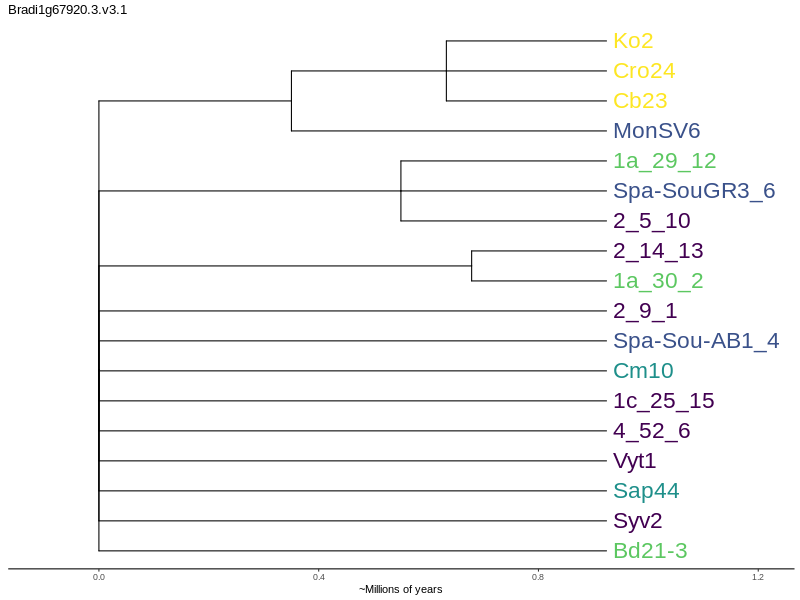 Bradi1g67920.3.v3.1
Ko2
Cro24
Cb23
MonSV6
1a_29_12
Spa-SouGR3_6
2_5_10
2_14_13
1a_30_2
2_9_1
Spa-Sou-AB1_4
Cm10
1c_25_15
4_52_6
Vyt1
Sap44
Syv2
Bd21-3
0.0 0.4 0.8 1.2
~Millions of years